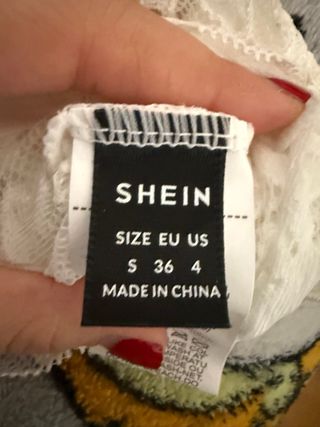 SHEIN
SIZE EU US
S 36 4
MADE IN CHINA